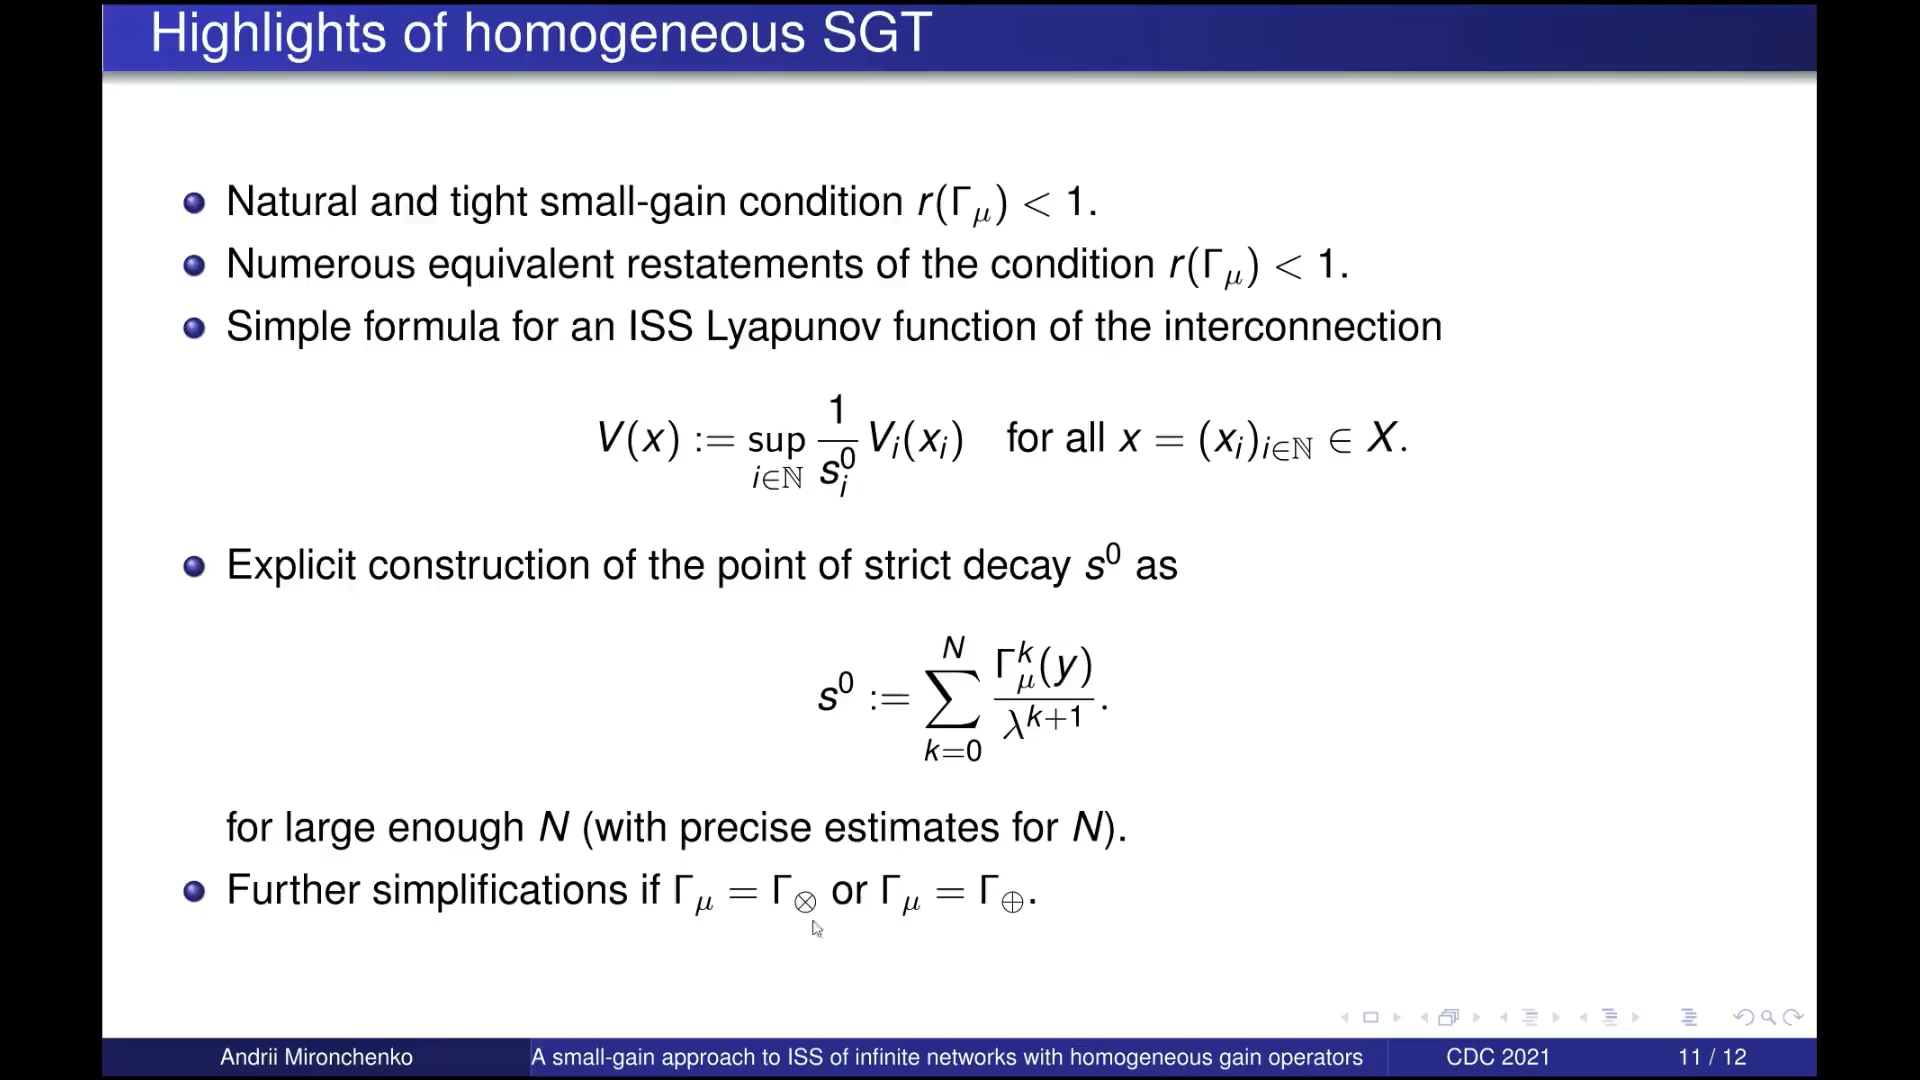 Highlights of homogeneous SGT
Natural and tight small-gain condition r(Γ_μ) < 1.
Numerous equivalent restatements of the condition r(Γ_μ) < 1.
Simple formula for an ISS Lyapunov function of the interconnection
V(x) := sup_{i∈ℕ} 1/s_i^0 V_i(x_i) for all x = (x_i)_{i∈ℕ} ∈ X.
Explicit construction of the point of strict decay s^0 as
s^0 := ∑_{k=0}^{N} Γ_μ^k(y)/λ^{k+1}.
for large enough N (with precise estimates for N).
Further simplifications if Γ_μ = Γ_⊗ or Γ_μ = Γ_⊕.
Andrii Mironchenko A small-gain approach to ISS of infinite networks with homogeneous gain operators CDC 2021 11 / 12